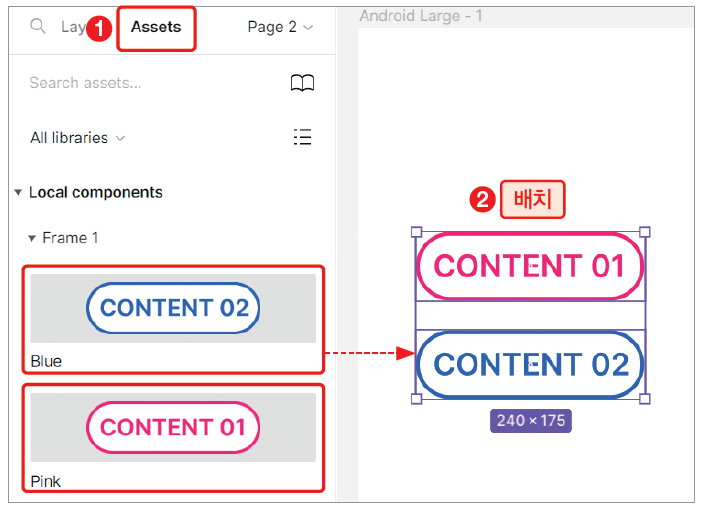 1 Lay Assets Page 2
Search assets...
All libraries
Local components
Frame 1
CONTENT 02
Blue
CONTENT 01
Pink
Android Large - 1
2 배치
CONTENT 01
CONTENT 02
240 × 175